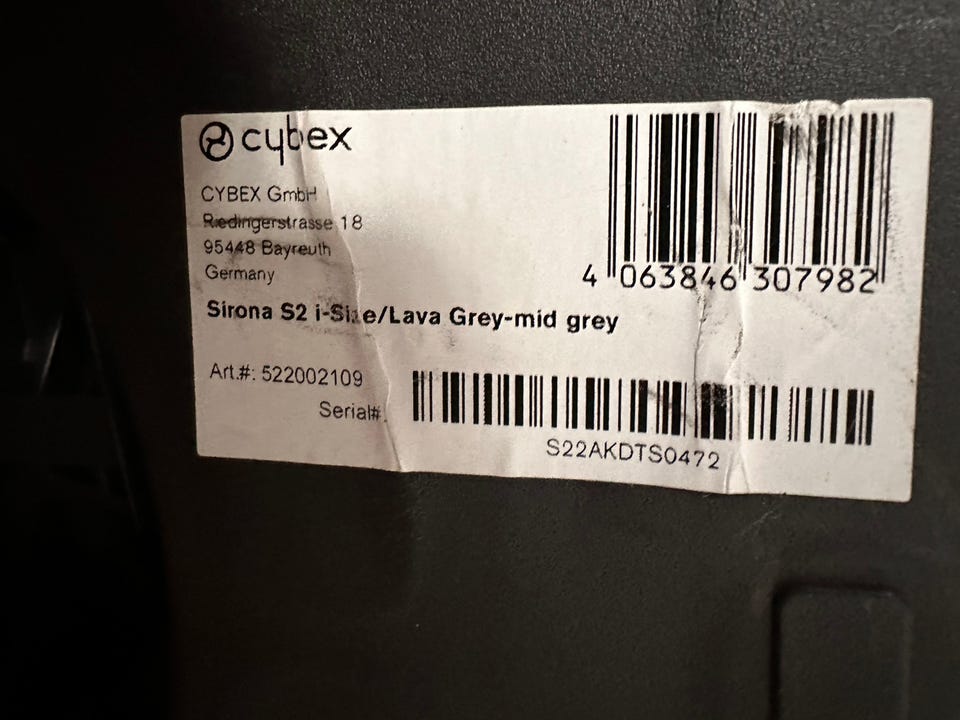 cybex
CYBEX GmbH
Riedingerstrasse 18
95448 Bayreuth
Germany
4 063846 307982
Sirona S2 i-Size/Lava Grey-mid grey
Art.#: 522002109
Serial#
S22AKDTS0472